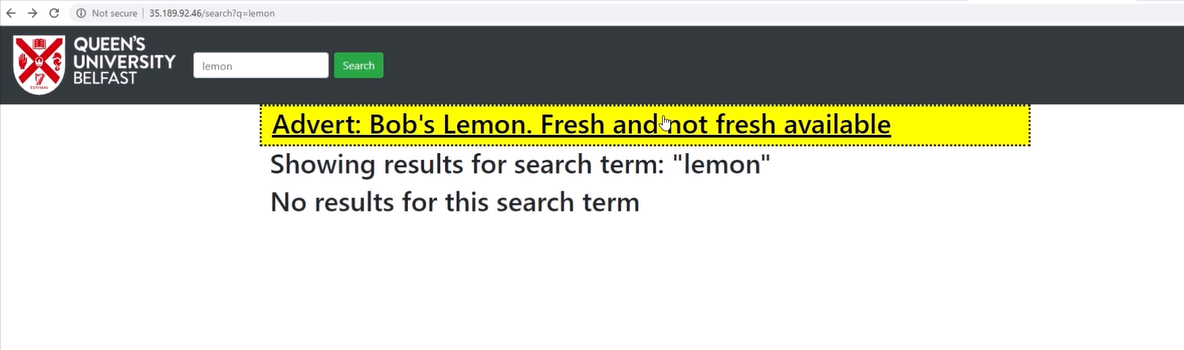 Not secure | 35.189.92.46/search?q=lemon
QUEEN'S
UNIVERSITY
BELFAST
lemon
Search
Advert: Bob's Lemon. Fresh and not fresh available
Showing results for search term: "lemon"
No results for this search term